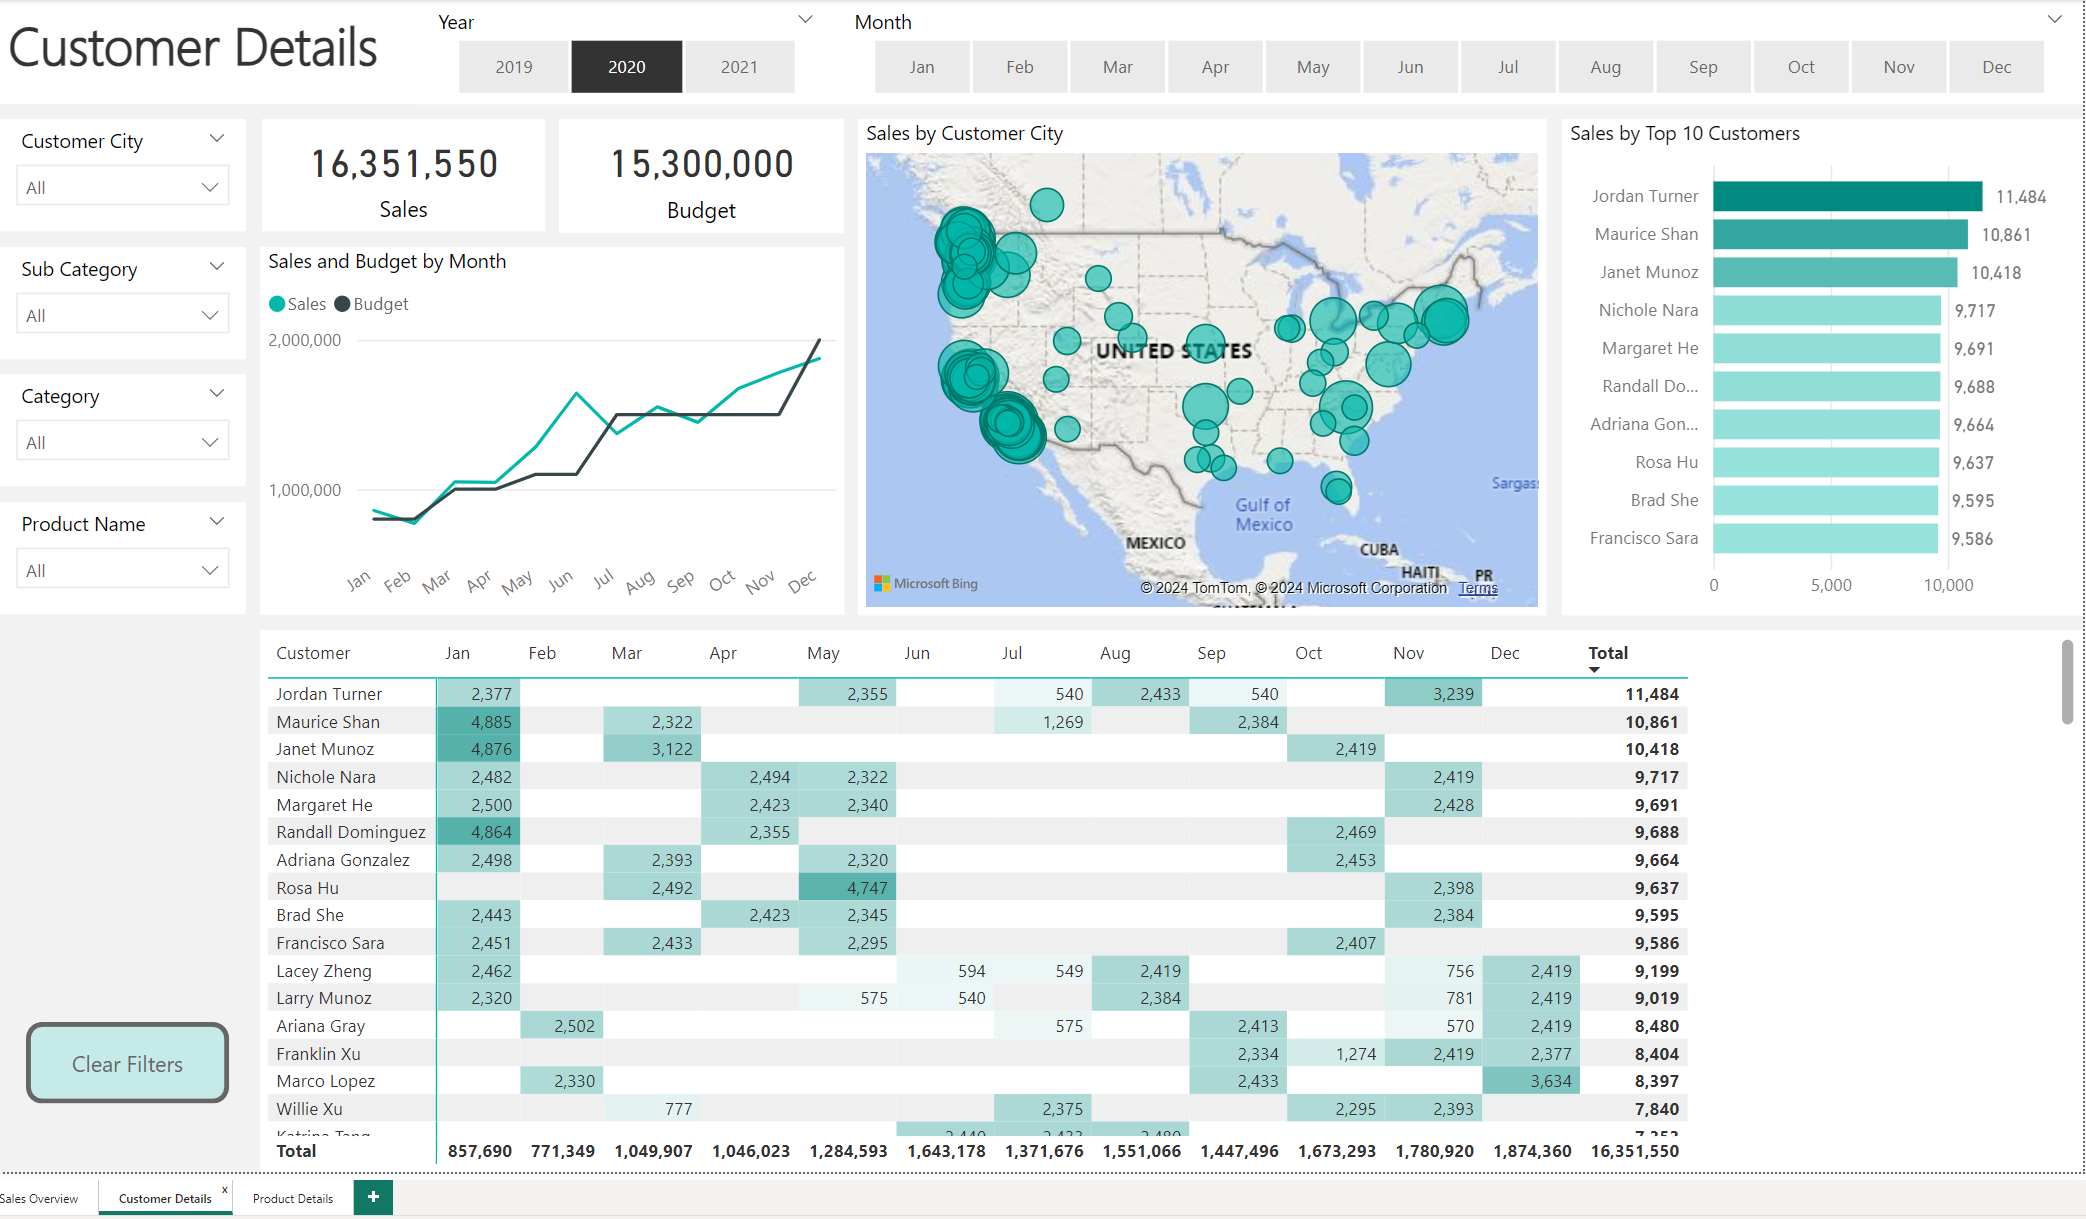 Customer Details
Year
2019 2020 2021
Month
Jan Feb Mar Apr May Jun Jul Aug Sep Oct Nov Dec
Customer City
All
Sub Category
All
Category
All
Product Name
All
Clear Filters
16,351,550
Sales
15,300,000
Budget
Sales and Budget by Month
Sales Budget
2,000,000
1,000,000
Jan Feb Mar Apr May Jun Jul Aug Sep Oct Nov Dec
Sales by Customer City
UNITED STATES
Gulf of
Mexico
Sargas
MEXICO
CUBA
HAITI
PR
Microsoft Bing
© 2024 TomTom, © 2024 Microsoft Corporation Terms
Sales by Top 10 Customers
Jordan Turner 11,484
Maurice Shan 10,861
Janet Munoz 10,418
Nichole Nara 9,717
Margaret He 9,691
Randall Do... 9,688
Adriana Gon... 9,664
Rosa Hu 9,637
Brad She 9,595
Francisco Sara 9,586
0 5,000 10,000
Customer Jan Feb Mar Apr May Jun Jul Aug Sep Oct Nov Dec Total
Jordan Turner 2,377 2,355 540 2,433 540 3,239 11,484
Maurice Shan 4,885 2,322 1,269 2,384 10,861
Janet Munoz 4,876 3,122 2,419 10,418
Nichole Nara 2,482 2,494 2,322 2,419 9,717
Margaret He 2,500 2,423 2,340 2,428 9,691
Randall Dominguez 4,864 2,355 2,469 9,688
Adriana Gonzalez 2,498 2,393 2,320 2,453 9,664
Rosa Hu 2,492 4,747 2,398 9,637
Brad She 2,443 2,423 2,345 2,384 9,595
Francisco Sara 2,451 2,433 2,295 2,407 9,586
Lacey Zheng 2,462 594 549 2,419 756 2,419 9,199
Larry Munoz 2,320 575 540 2,384 781 2,419 9,019
Ariana Gray 2,502 575 2,413 570 2,419 8,480
Franklin Xu 2,334 1,274 2,419 2,377 8,404
Marco Lopez 2,330 2,433 3,634 8,397
Willie Xu 777 2,375 2,295 2,393 7,840
Total 857,690 771,349 1,049,907 1,046,023 1,284,593 1,643,178 1,371,676 1,551,066 1,447,496 1,673,293 1,780,920 1,874,360 16,351,550
Sales Overview Customer Details x Product Details +